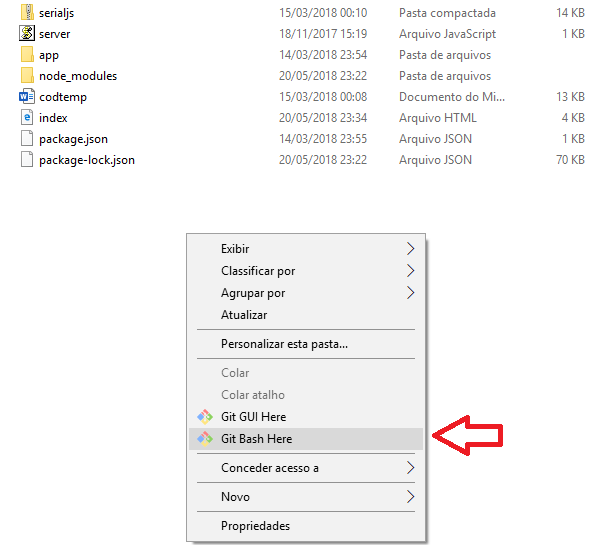 serialjs 15/03/2018 00:10 Pasta compactada 14 KB
server 18/11/2017 15:19 Arquivo JavaScript 1 KB
app 14/03/2018 23:54 Pasta de arquivos
node_modules 20/05/2018 23:22 Pasta de arquivos
codtemp 15/03/2018 00:08 Documento do Mi... 13 KB
index 20/05/2018 23:34 Arquivo HTML 4 KB
package.json 14/03/2018 23:55 Arquivo JSON 1 KB
package-lock.json 20/05/2018 23:22 Arquivo JSON 70 KB
Exibir
Classificar por
Agrupar por
Atualizar
Personalizar esta pasta...
Colar
Colar atalho
Git GUI Here
Git Bash Here
Conceder acesso a
Novo
Propriedades